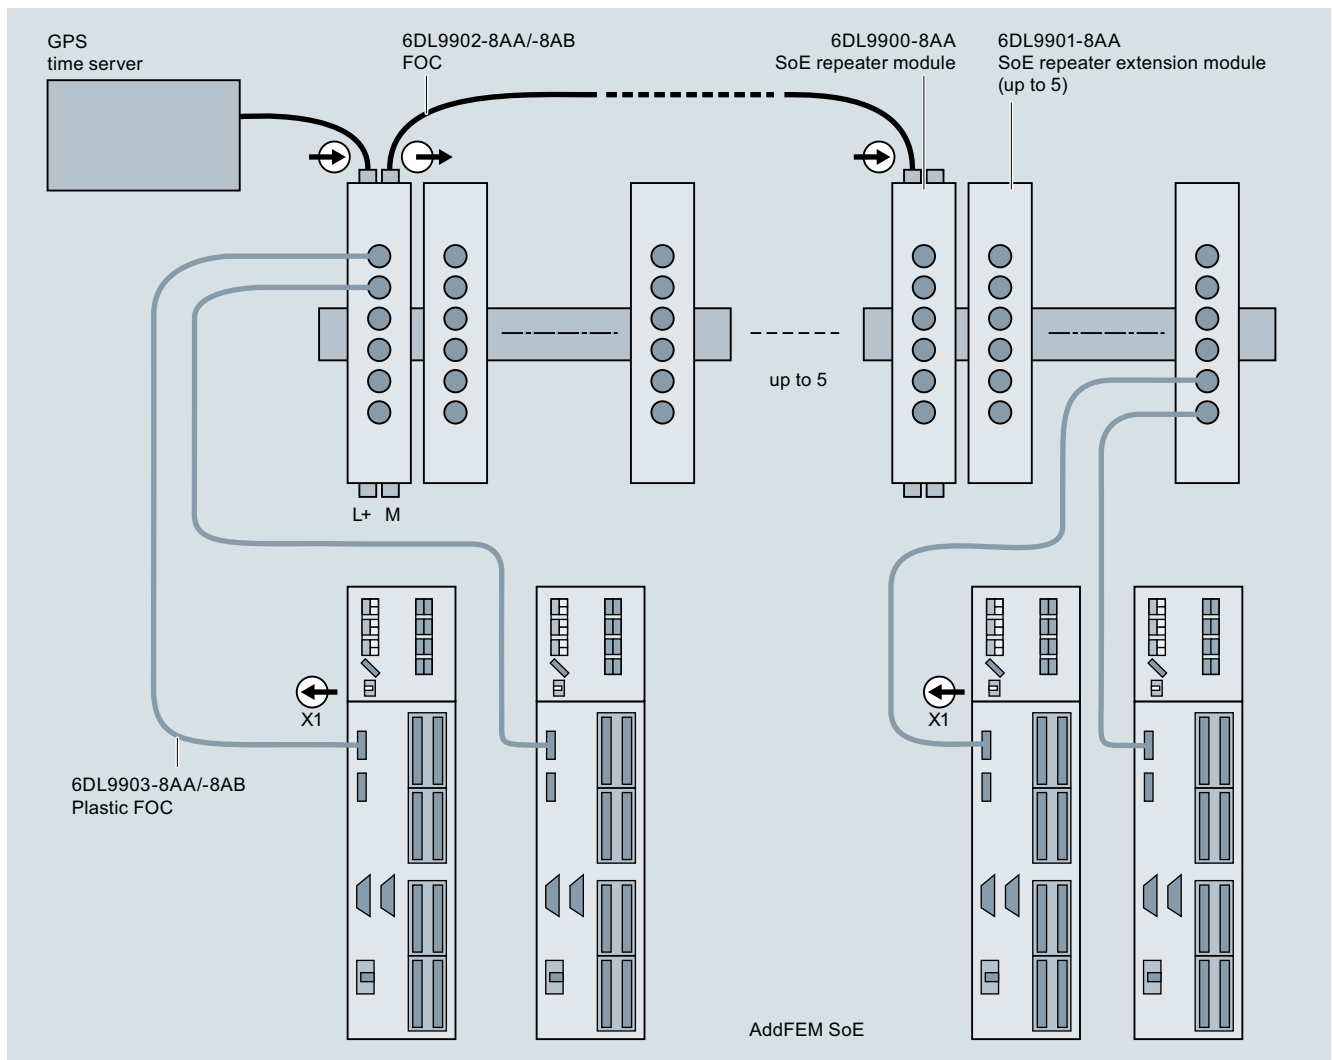 GPS
time server
6DL9902-8AA/-8AB
FOC
6DL9900-8AA
SoE repeater module
6DL9901-8AA
SoE repeater extension module
(up to 5)
up to 5
L+ M
X1
X1
6DL9903-8AA/-8AB
Plastic FOC
AddFEM SoE